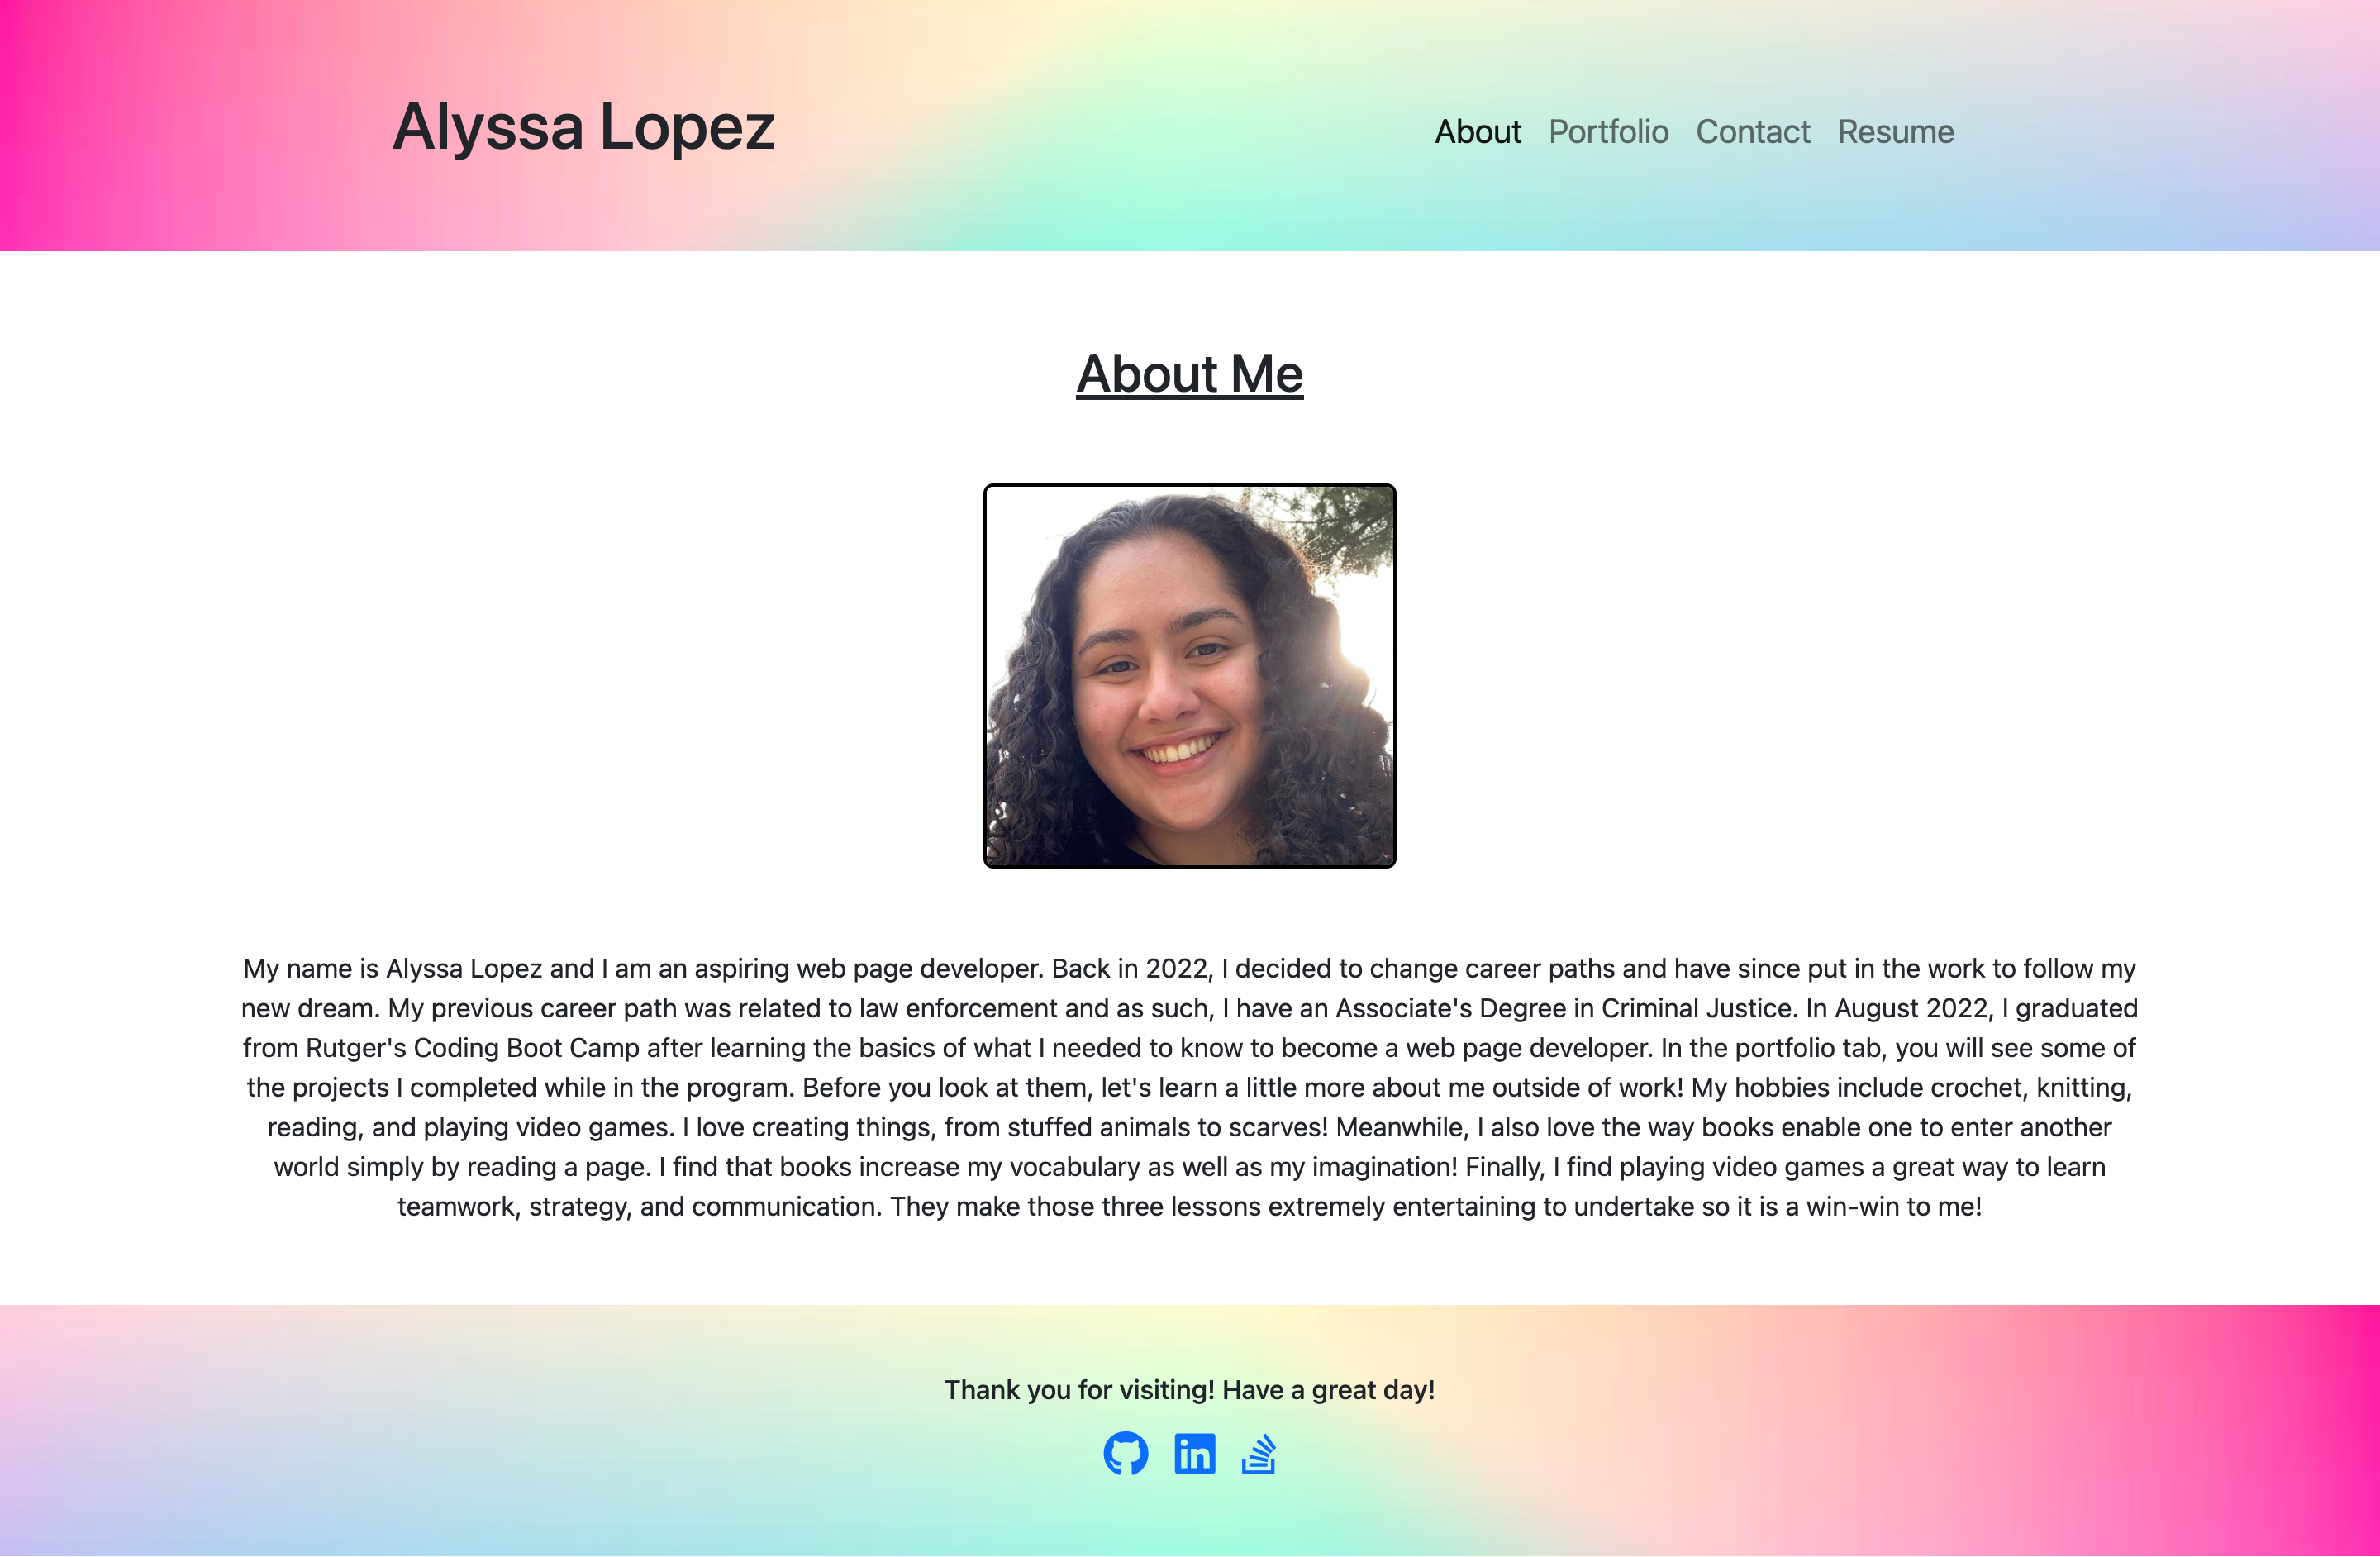 Alyssa Lopez
About Portfolio Contact Resume
About Me
My name is Alyssa Lopez and I am an aspiring web page developer. Back in 2022, I decided to change career paths and have since put in the work to follow my
new dream. My previous career path was related to law enforcement and as such, I have an Associate's Degree in Criminal Justice. In August 2022, I graduated
from Rutger's Coding Boot Camp after learning the basics of what I needed to know to become a web page developer. In the portfolio tab, you will see some of
the projects I completed while in the program. Before you look at them, let's learn a little more about me outside of work! My hobbies include crochet, knitting,
reading, and playing video games. I love creating things, from stuffed animals to scarves! Meanwhile, I also love the way books enable one to enter another
world simply by reading a page. I find that books increase my vocabulary as well as my imagination! Finally, I find playing video games a great way to learn
teamwork, strategy, and communication. They make those three lessons extremely entertaining to undertake so it is a win-win to me!
Thank you for visiting! Have a great day!
in